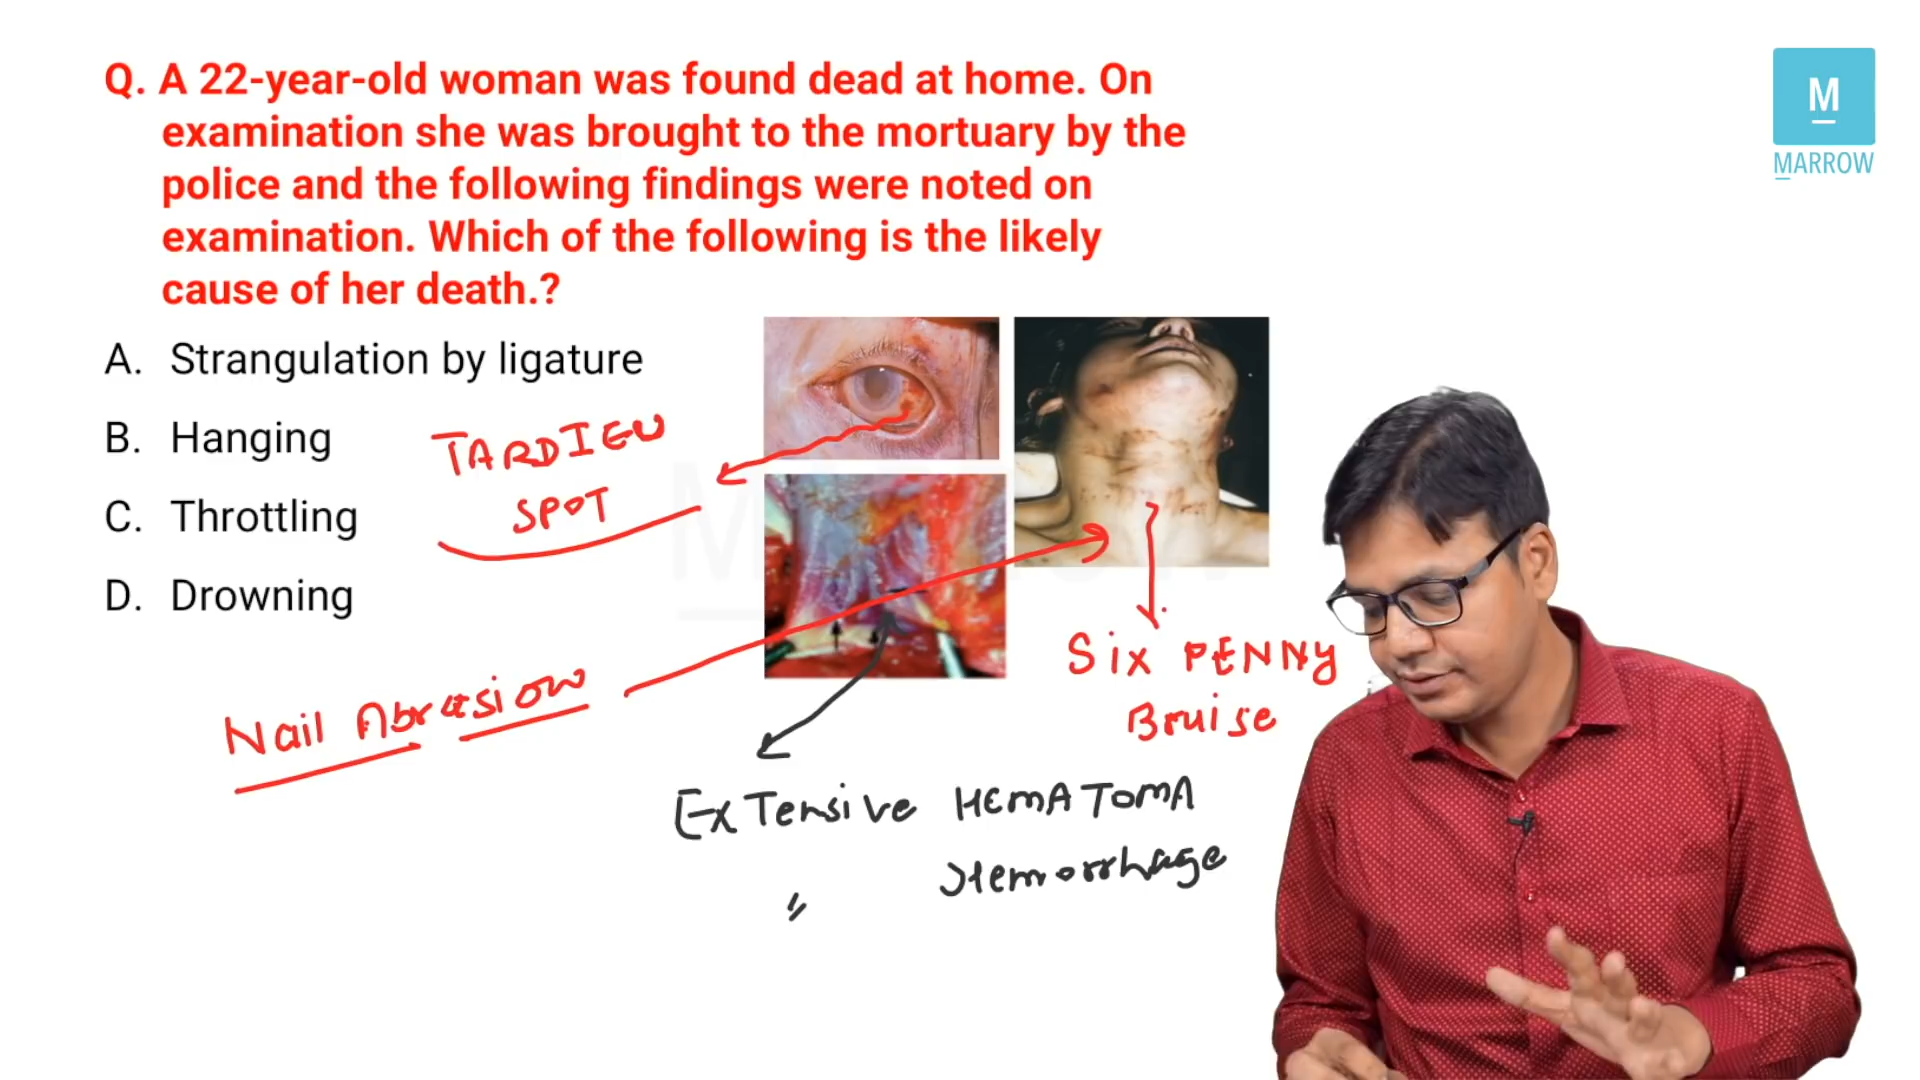 Q. A 22-year-old woman was found dead at home. On
examination she was brought to the mortuary by the
police and the following findings were noted on
examination. Which of the following is the likely
cause of her death.?
M
MARROW
A. Strangulation by ligature
B. Hanging
C. Throttling
D. Drowning
TARDIEU
SPOT
Nail Abrasion
Six PENNY
Bruise
Extensive HEMATOMA
〃 Hemorrhage